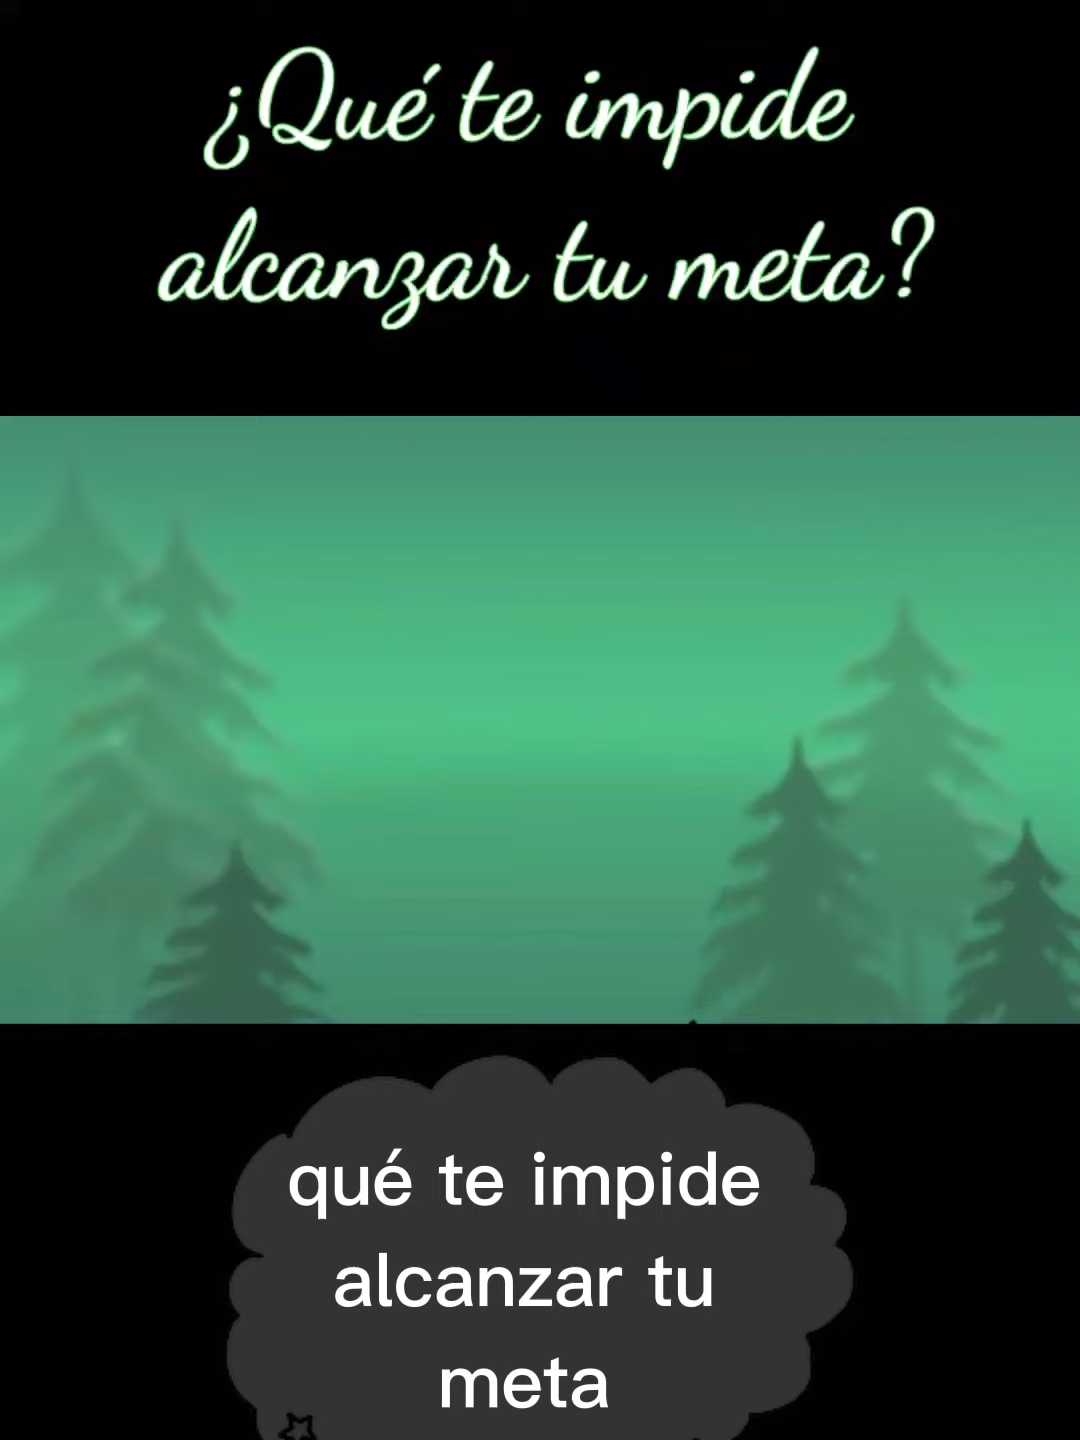 ¿Qué te impide
alcanzar tu meta?
qué te impide
alcanzar tu
meta